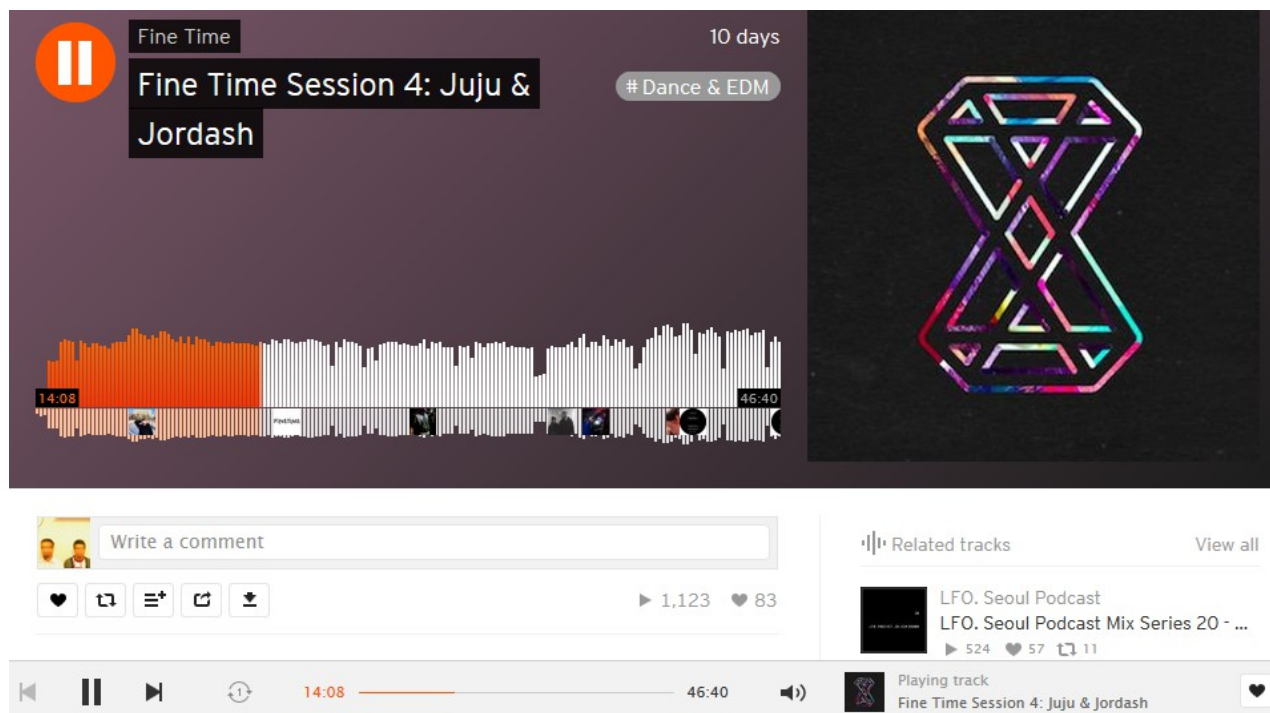 Fine Time
10 days
Fine Time Session 4: Juju &
Jordash
# Dance & EDM
14:08
46:40
FINETIME
Write a comment
1,123
83
Related tracks
View all
LFO. Seoul Podcast
LFO. Seoul Podcast Mix Series 20 - ...
524
57
11
1
14:08
46:40
Playing track
Fine Time Session 4: Juju & Jordash